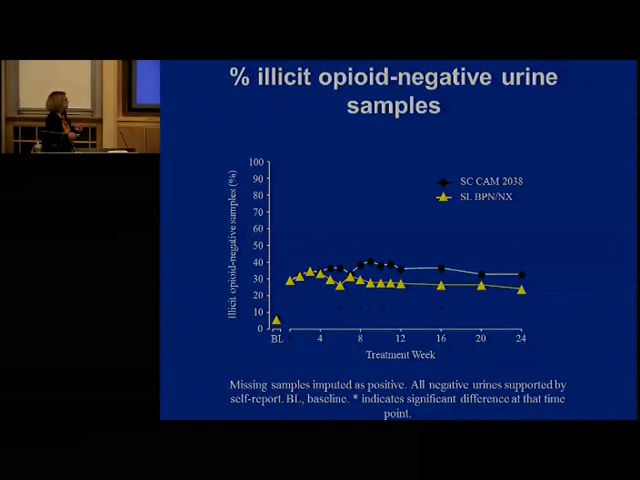 % illicit opioid-negative urine
samples
100
90
80
70
60
50
40
30
20
10
0
Illicit opioid-negative samples (%)
SC CAM 2038
SL BPN/NX
BL
4
8
12
16
20
24
Treatment Week
Missing samples imputed as positive. All negative urines supported by
self-report. BL, baseline. * indicates significant difference at that time
point.